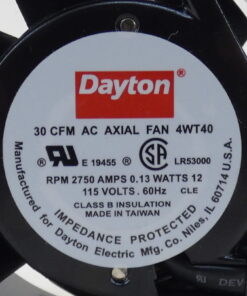 Dayton®
30 CFM AC AXIAL FAN 4WT40
® E 19455 ® SA LR53000
RPM 2750 AMPS 0.13 WATTS 12
115 VOLTS . 60Hz CLE
CLASS B INSULATION
MADE IN TAIWAN
IMPEDANCE PROTECTED
Manufactured for Dayton Electric Mfg. Co. Niles, IL 60714 U.S.A.